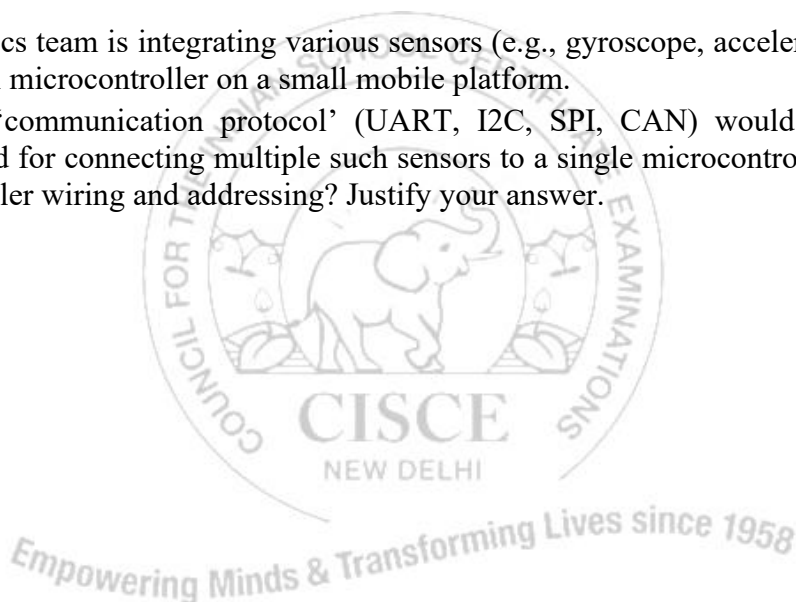 cs team is integrating various sensors (e.g., gyroscope, acceler
microcontroller on a small mobile platform.
‘communication protocol’ (UART, I2C, SPI, CAN) would
d for connecting multiple such sensors to a single microcontro
ler wiring and addressing? Justify your answer.
COUNCIL FOR THE INDIAN SCHOOL CERTIFICATE EXAMINATIONS
CISCE
NEW DELHI
Empowering Minds & Transforming Lives since 1958